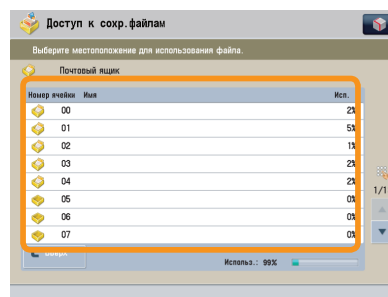 Доступ к сохр.файлам
Выберите местоположение для использования файла.
Почтовый ящик
Номер ячейки Имя Исп.
00 2%
01 5%
02 1%
03 2%
04 2%
05 0%
06 0%
07 0%
1/1
Вверх
Использ.: 99%